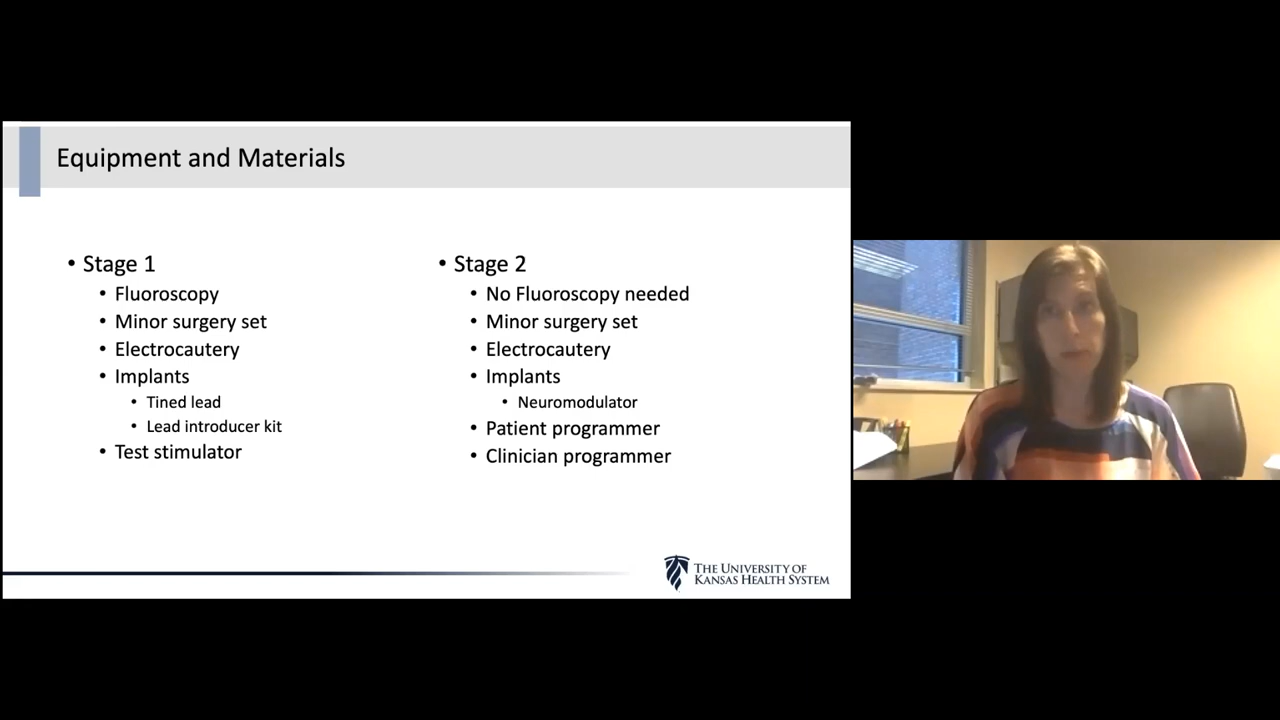 Equipment and Materials
• Stage 1
• Fluoroscopy
• Minor surgery set
• Electrocautery
• Implants
• Tined lead
• Lead introducer kit
• Test stimulator
• Stage 2
• No Fluoroscopy needed
• Minor surgery set
• Electrocautery
• Implants
• Neuromodulator
• Patient programmer
• Clinician programmer
THE UNIVERSITY OF
KANSAS HEALTH SYSTEM